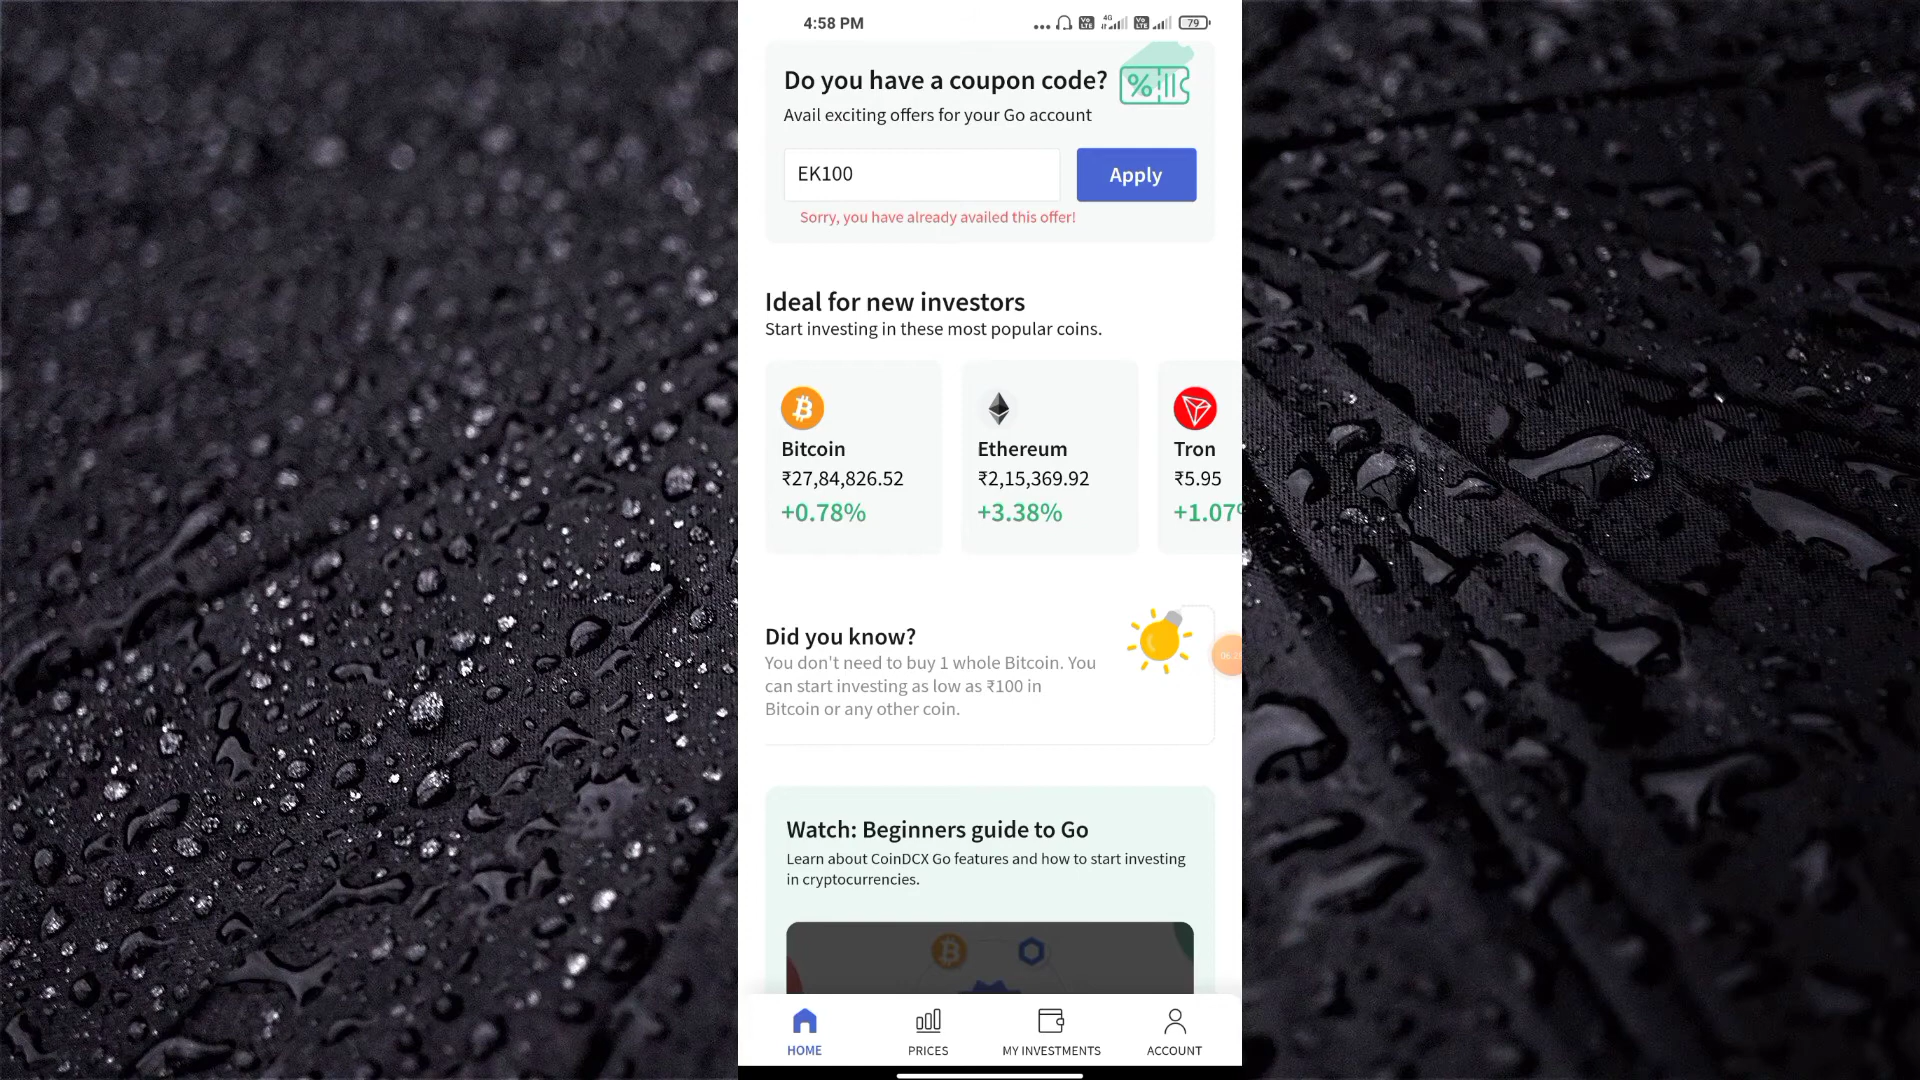 4:58 PM
4G
79
Do you have a coupon code?
Avail exciting offers for your Go account
EK100
Apply
Sorry, you have already availed this offer!
Ideal for new investors
Start investing in these most popular coins.
Bitcoin
₹27,84,826.52
+0.78%
Ethereum
₹2,15,369.92
+3.38%
Tron
₹5.95
+1.07
Did you know?
You don't need to buy 1 whole Bitcoin. You
can start investing as low as ₹100 in
Bitcoin or any other coin.
Watch: Beginners guide to Go
Learn about CoinDCX Go features and how to start investing
in cryptocurrencies.
HOME
PRICES
MY INVESTMENTS
ACCOUNT